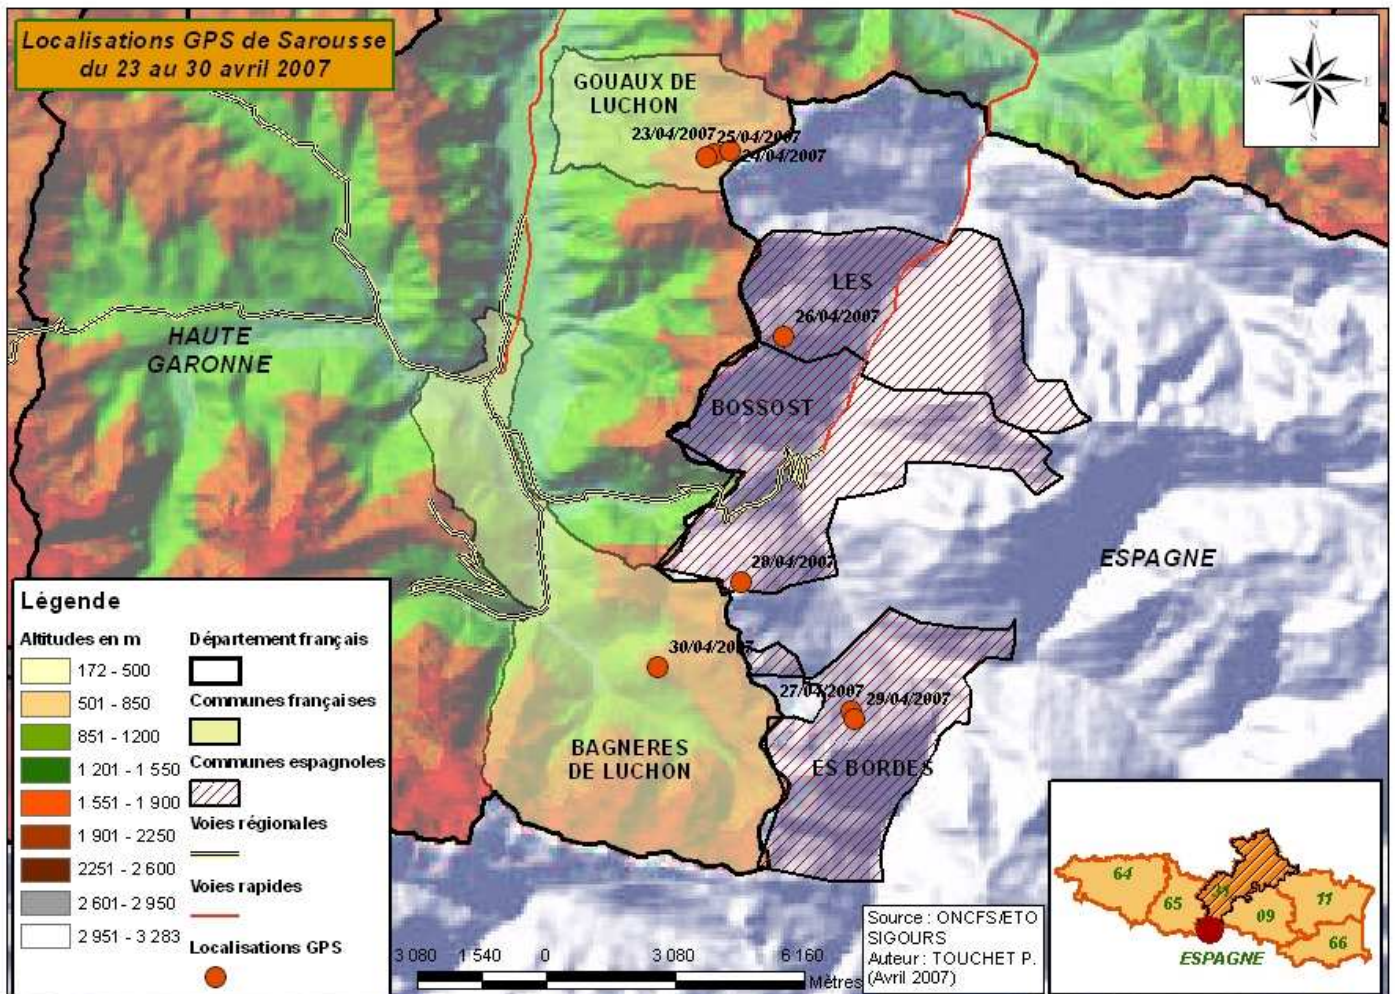 Localisations GPS de Sarousse
du 23 au 30 avril 2007
N
W E
S
GOUAUX DE
LUCHON
23/04/2007
25/04/2007
24/04/2007
LES
26/04/2007
HAUTE
GARONNE
BOSSOST
ESPAGNE
28/04/2007
30/04/2007
27/04/2007
29/04/2007
BAGNERES
DE LUCHON
ES BORDES
Légende
Altitudes en m
172 - 500
501 - 850
851 - 1200
1 201 - 1 550
1 551 - 1 900
1 901 - 2250
2251 - 2 600
2 601 - 2 950
2 951 - 3 283
Département français
Communes françaises
Communes espagnoles
Voies régionales
Voies rapides
Localisations GPS
3 080 1 540 0 3 080 6 160
Mètres
Source : ONCFS/ETO
SIGOURS
Auteur : TOUCHET P.
(Avril 2007)
64
65
31
09
11
66
ESPAGNE